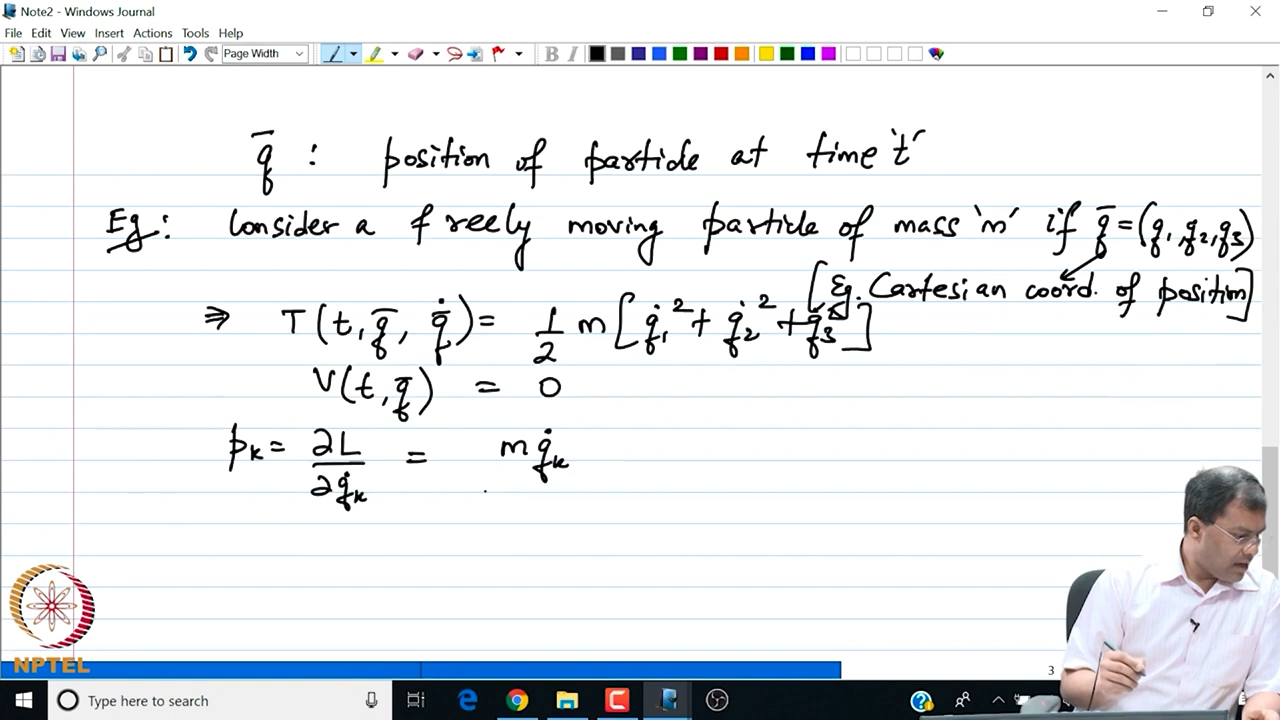 Note2 - Windows Journal
File Edit View Insert Actions Tools Help
Page Width
B I
q̄ : position of particle at time 't'
Eg: Consider a freely moving particle of mass 'm' if q̄ = (q₁, q₂, q₃)
[Eg. Cartesian coord. of position]
⇒ T(t, q̄, q̄̇) = 1/2 m [q̇₁² + q̇₂² + q̇₃²]
V(t, q̄) = 0
pₖ = ∂L/∂q̇ₖ = m q̇ₖ
NPTEL
3
Type here to search